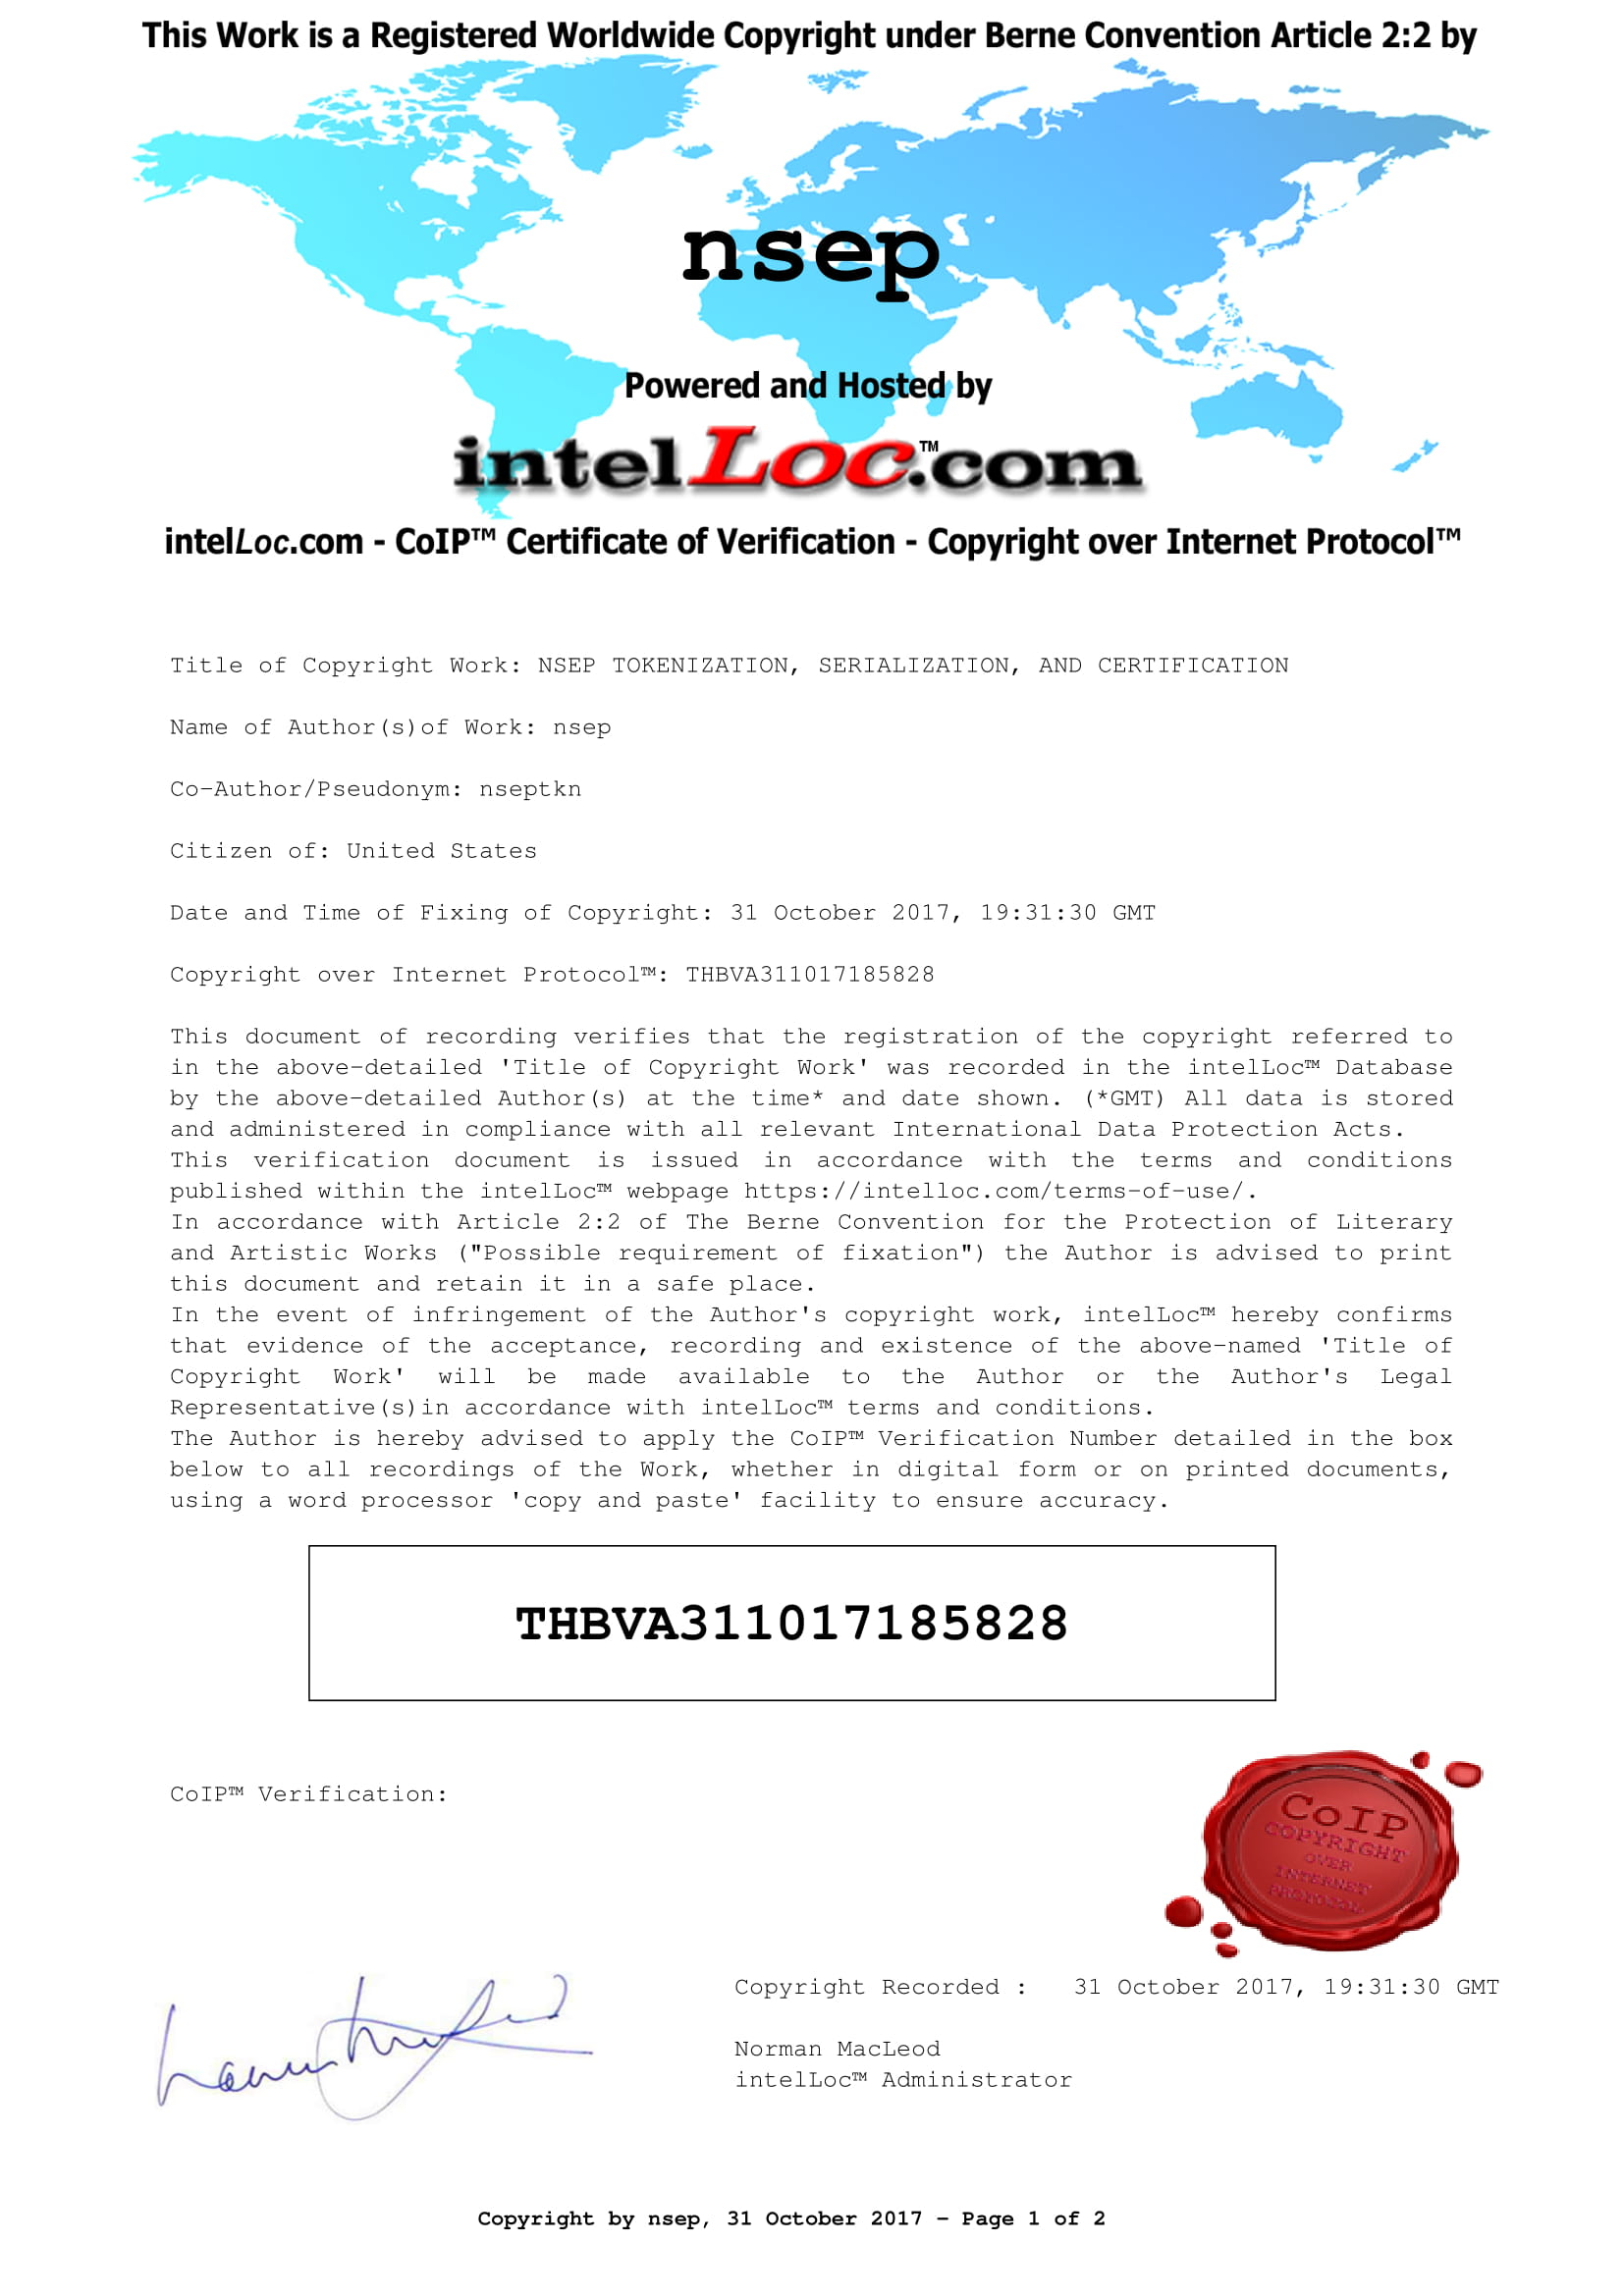 This Work is a Registered Worldwide Copyright under Berne Convention Article 2:2 by
nsep
Powered and Hosted by
intelLoc™.com
intelLoc.com - CoIP™ Certificate of Verification - Copyright over Internet Protocol™
Title of Copyright Work: NSEP TOKENIZATION, SERIALIZATION, AND CERTIFICATION
Name of Author(s)of Work: nsep
Co-Author/Pseudonym: nseptkn
Citizen of: United States
Date and Time of Fixing of Copyright: 31 October 2017, 19:31:30 GMT
Copyright over Internet Protocol™: THBVA311017185828
This document of recording verifies that the registration of the copyright referred to
in the above-detailed 'Title of Copyright Work' was recorded in the intelLoc™ Database
by the above-detailed Author(s) at the time* and date shown. (*GMT) All data is stored
and administered in compliance with all relevant International Data Protection Acts.
This verification document is issued in accordance with the terms and conditions
published within the intelLoc™ webpage https://intelloc.com/terms-of-use/.
In accordance with Article 2:2 of The Berne Convention for the Protection of Literary
and Artistic Works ("Possible requirement of fixation") the Author is advised to print
this document and retain it in a safe place.
In the event of infringement of the Author's copyright work, intelLoc™ hereby confirms
that evidence of the acceptance, recording and existence of the above-named 'Title of
Copyright Work' will be made available to the Author or the Author's Legal
Representative(s)in accordance with intelLoc™ terms and conditions.
The Author is hereby advised to apply the CoIP™ Verification Number detailed in the box
below to all recordings of the Work, whether in digital form or on printed documents,
using a word processor 'copy and paste' facility to ensure accuracy.
THBVA311017185828
CoIP™ Verification:
CoIP
COPYRIGHT
OVER
INTERNET
PROTOCOL
Copyright Recorded : 31 October 2017, 19:31:30 GMT
Norman MacLeod
intelLoc™ Administrator
Copyright by nsep, 31 October 2017 - Page 1 of 2